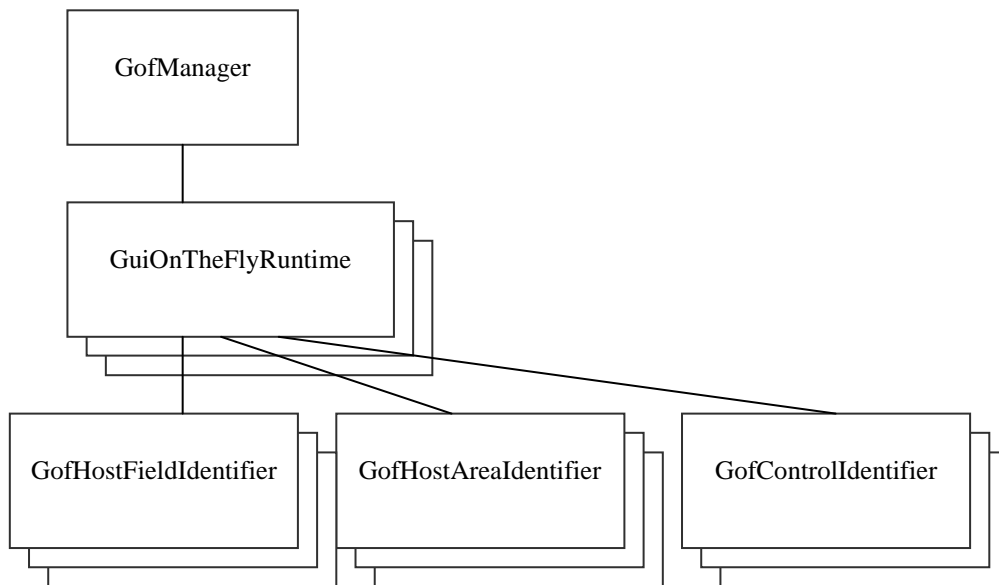 GofManager
GuiOnTheFlyRuntime
GofHostFieldIdentifier
GofHostAreaIdentifier
GofControlIdentifier